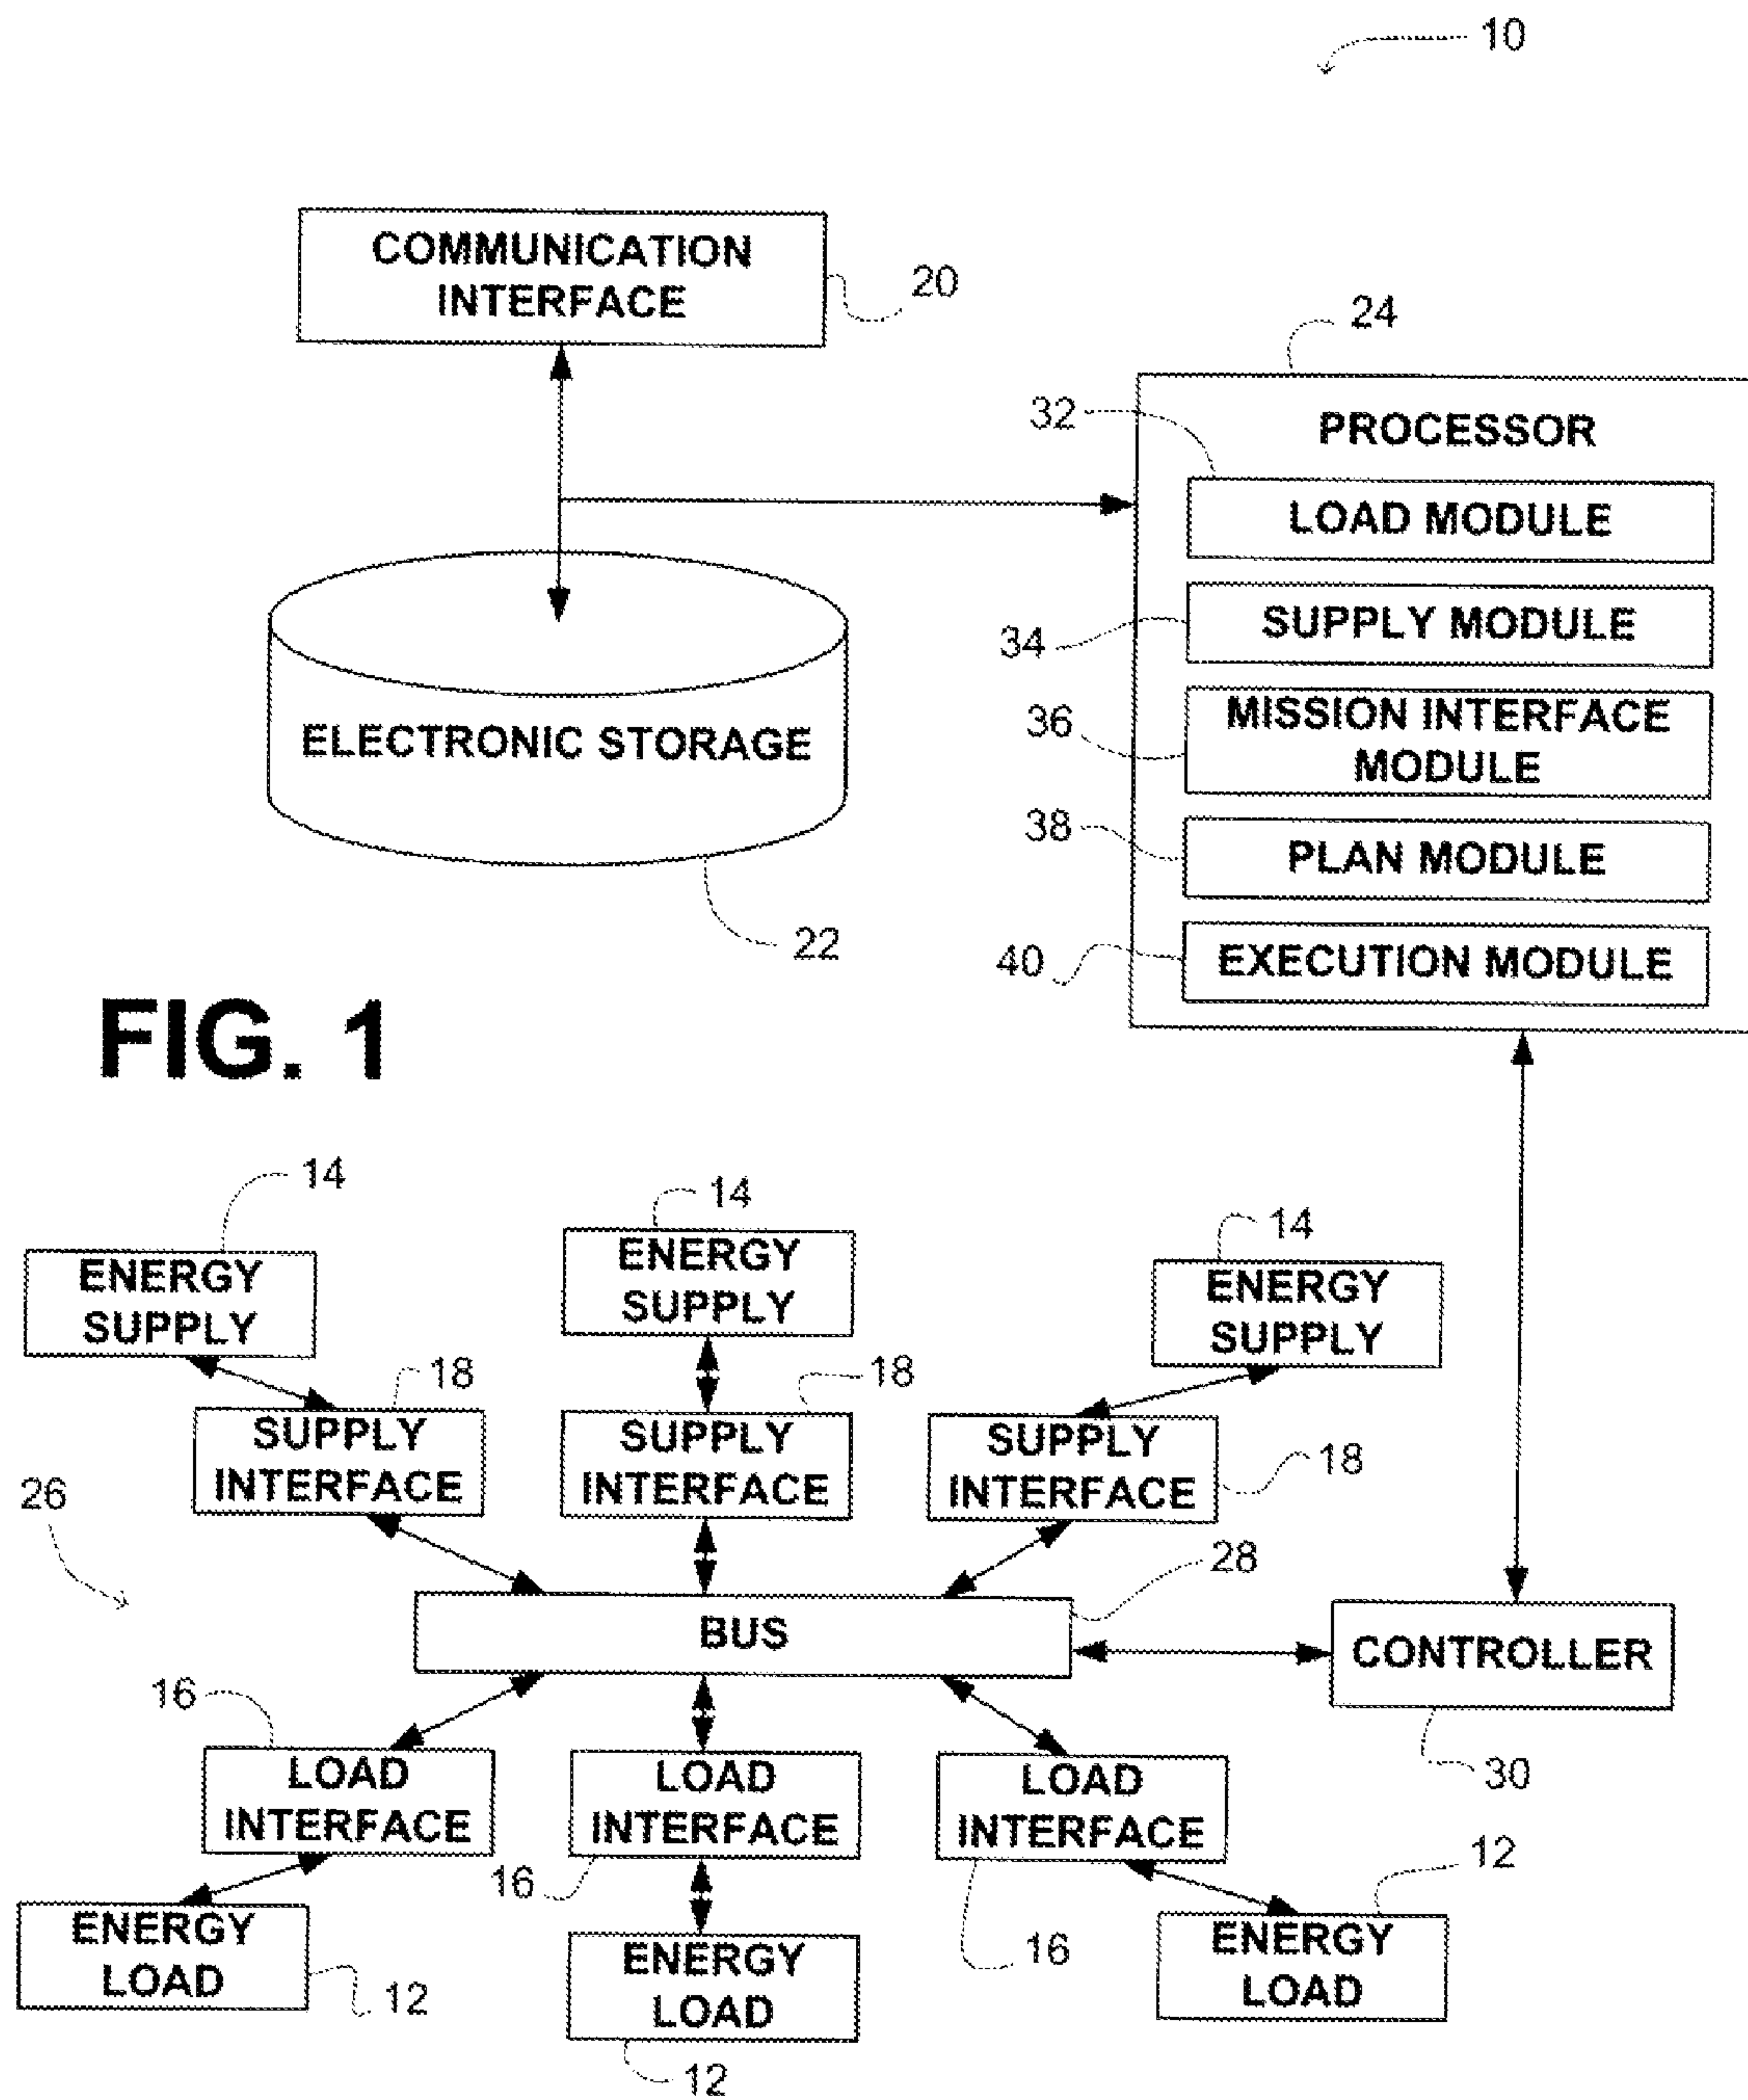 10
COMMUNICATION
INTERFACE
20
24
32
PROCESSOR
LOAD MODULE
SUPPLY MODULE
34
MISSION INTERFACE
MODULE
36
ELECTRONIC STORAGE
38
PLAN MODULE
22
40
EXECUTION MODULE
FIG. 1
14
ENERGY
SUPPLY
14
ENERGY
SUPPLY
14
ENERGY
SUPPLY
18
SUPPLY
INTERFACE
18
SUPPLY
INTERFACE
SUPPLY
INTERFACE
18
26
28
BUS
CONTROLLER
30
16
LOAD
INTERFACE
LOAD
INTERFACE
16
LOAD
INTERFACE
16
ENERGY
LOAD
12
ENERGY
LOAD
12
12
ENERGY
LOAD